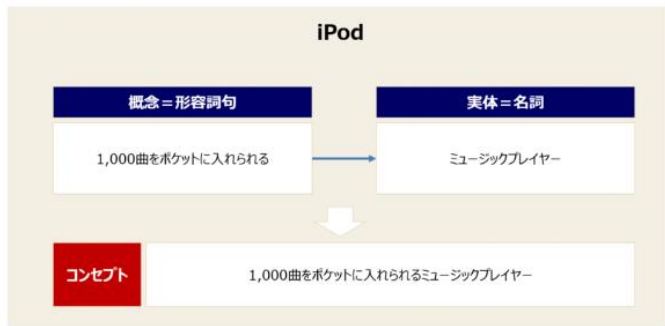 iPod
概念＝形容詞句
実体＝名詞
1,000曲をポケットに入れられる
ミュージックプレイヤー
コンセプト
1,000曲をポケットに入れられるミュージックプレイヤー